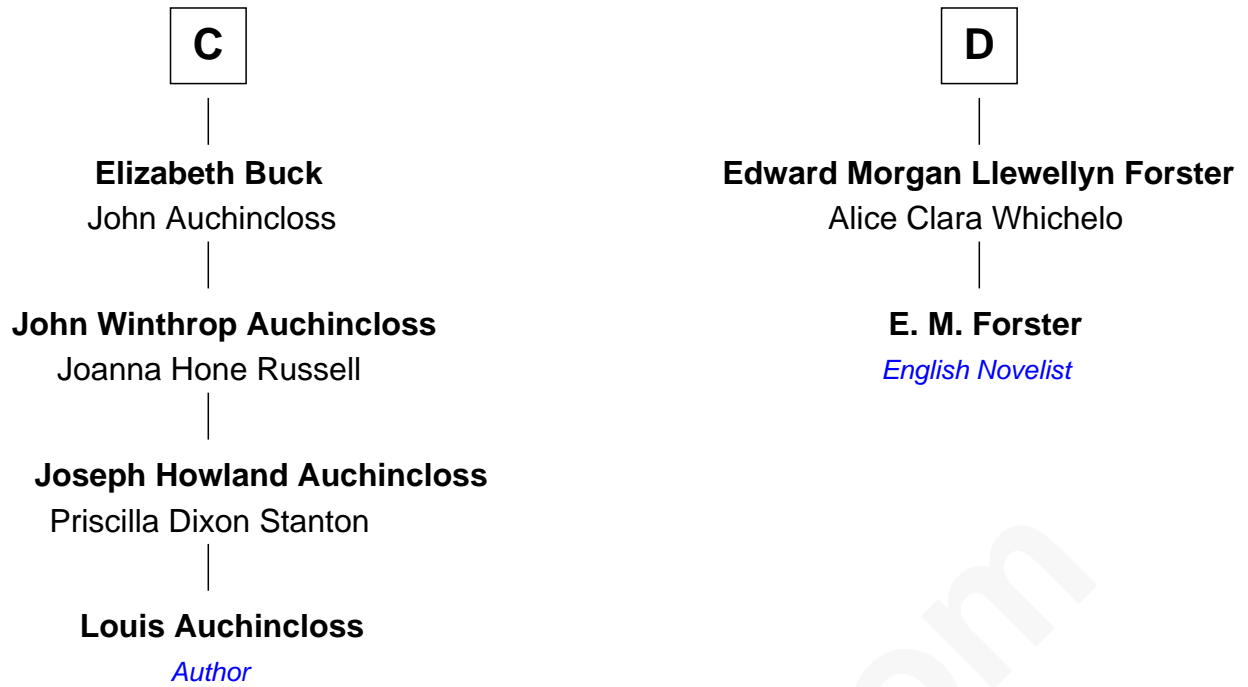 C
Elizabeth Buck
John Auchincloss
John Winthrop Auchincloss
Joanna Hone Russell
Joseph Howland Auchincloss
Priscilla Dixon Stanton
Louis Auchincloss
Author
D
Edward Morgan Llewellyn Forster
Alice Clara Whichelo
E. M. Forster
English Novelist
om